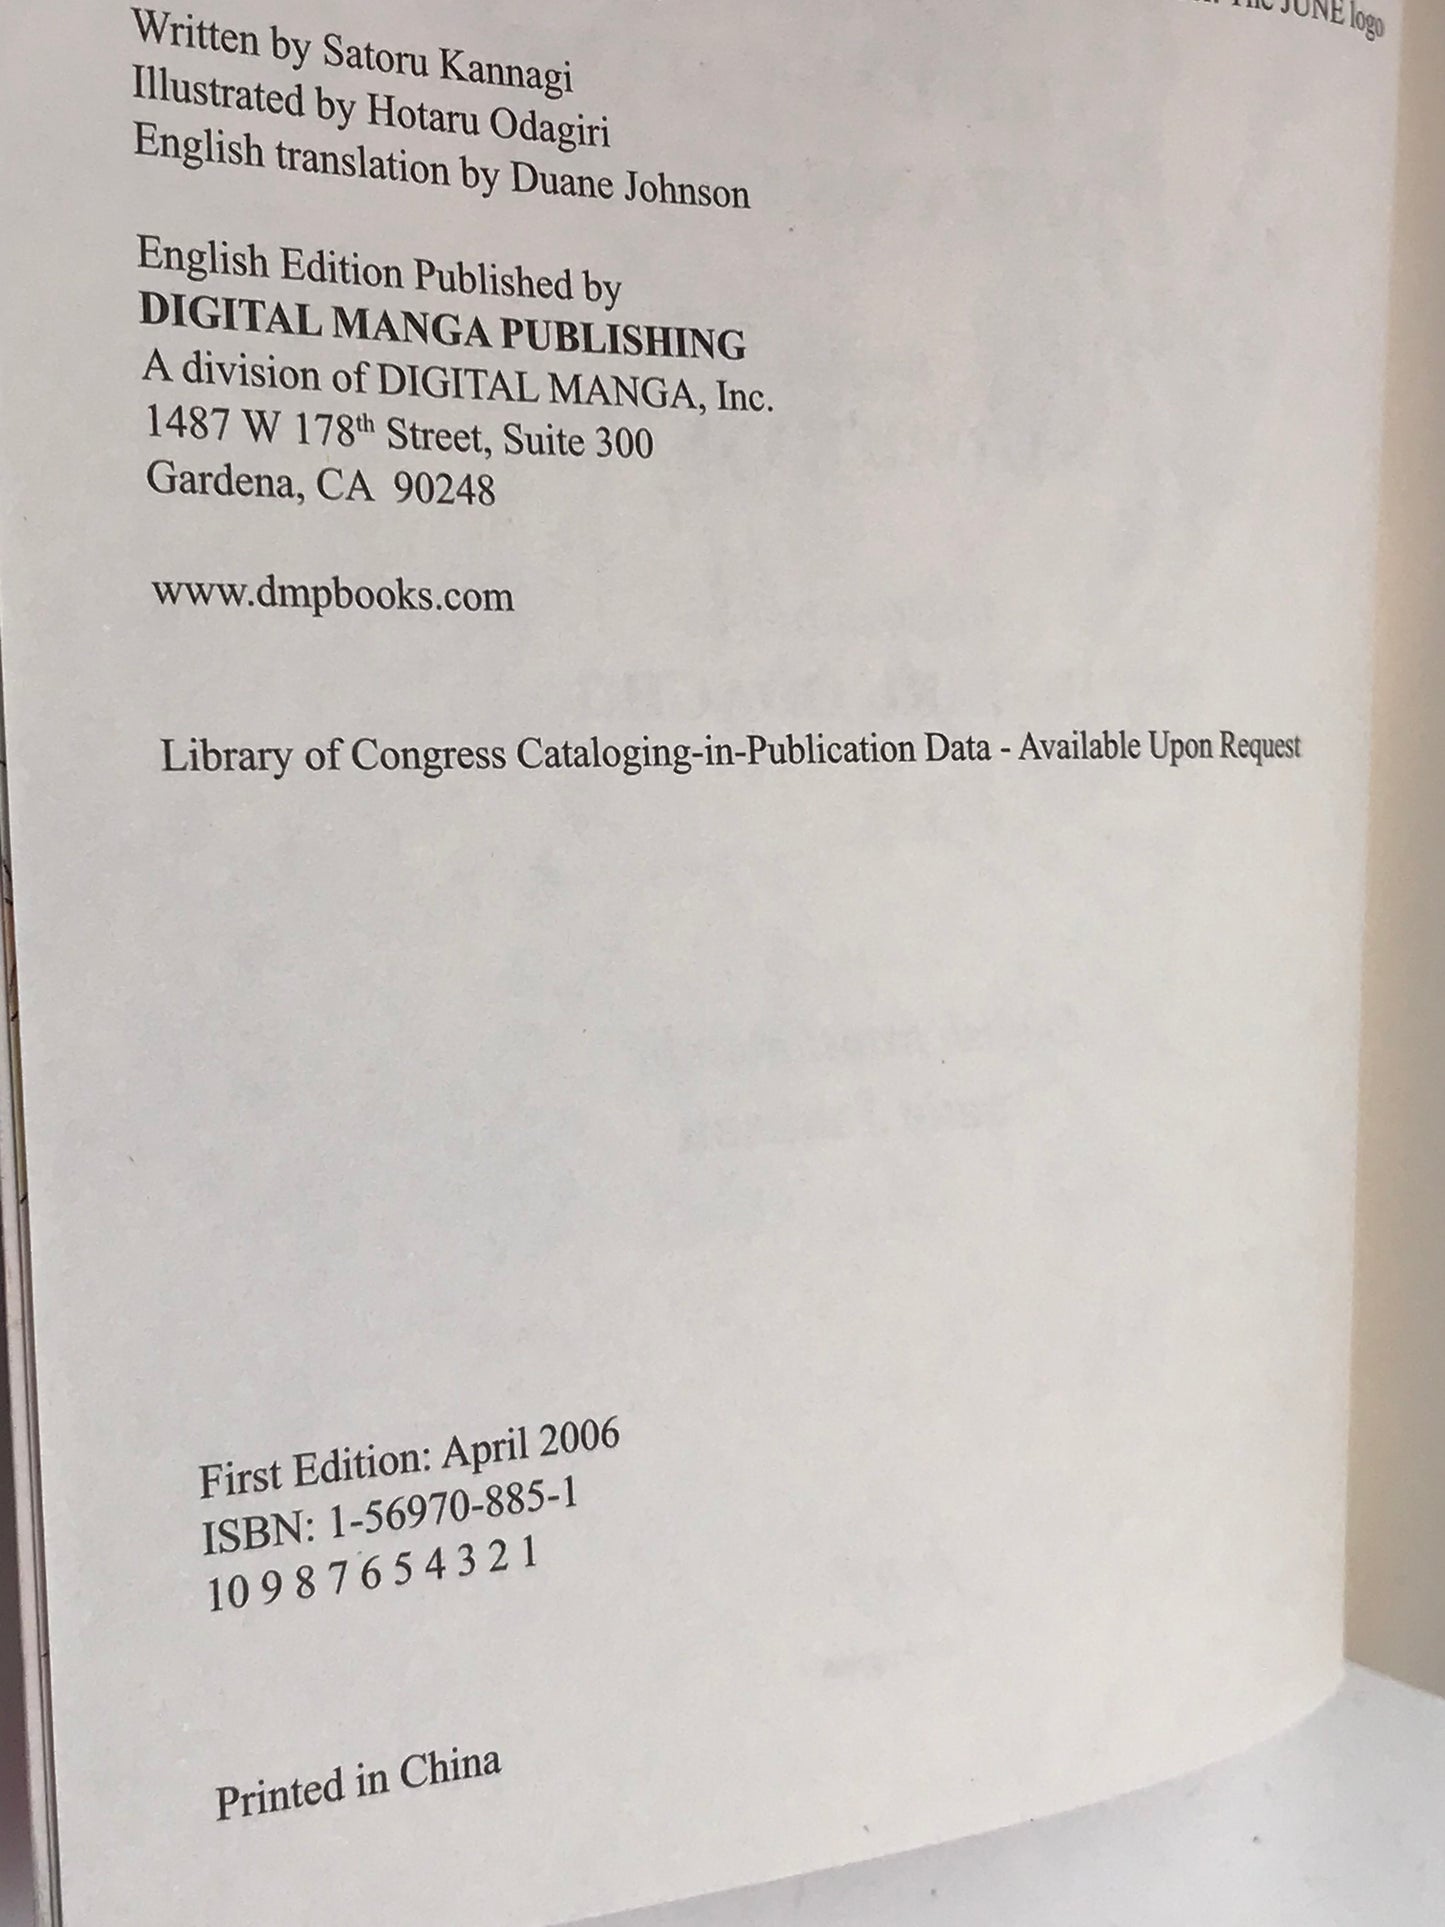 The JUNE logo
Written by Satoru Kannagi
Illustrated by Hotaru Odagiri
English translation by Duane Johnson
English Edition Published by
DIGITAL MANGA PUBLISHING
A division of DIGITAL MANGA, Inc.
1487 W 178th Street, Suite 300
Gardena, CA 90248
www.dmpbooks.com
Library of Congress Cataloging-in-Publication Data - Available Upon Request
First Edition: April 2006
ISBN: 1-56970-885-1
10 9 8 7 6 5 4 3 2 1
Printed in China